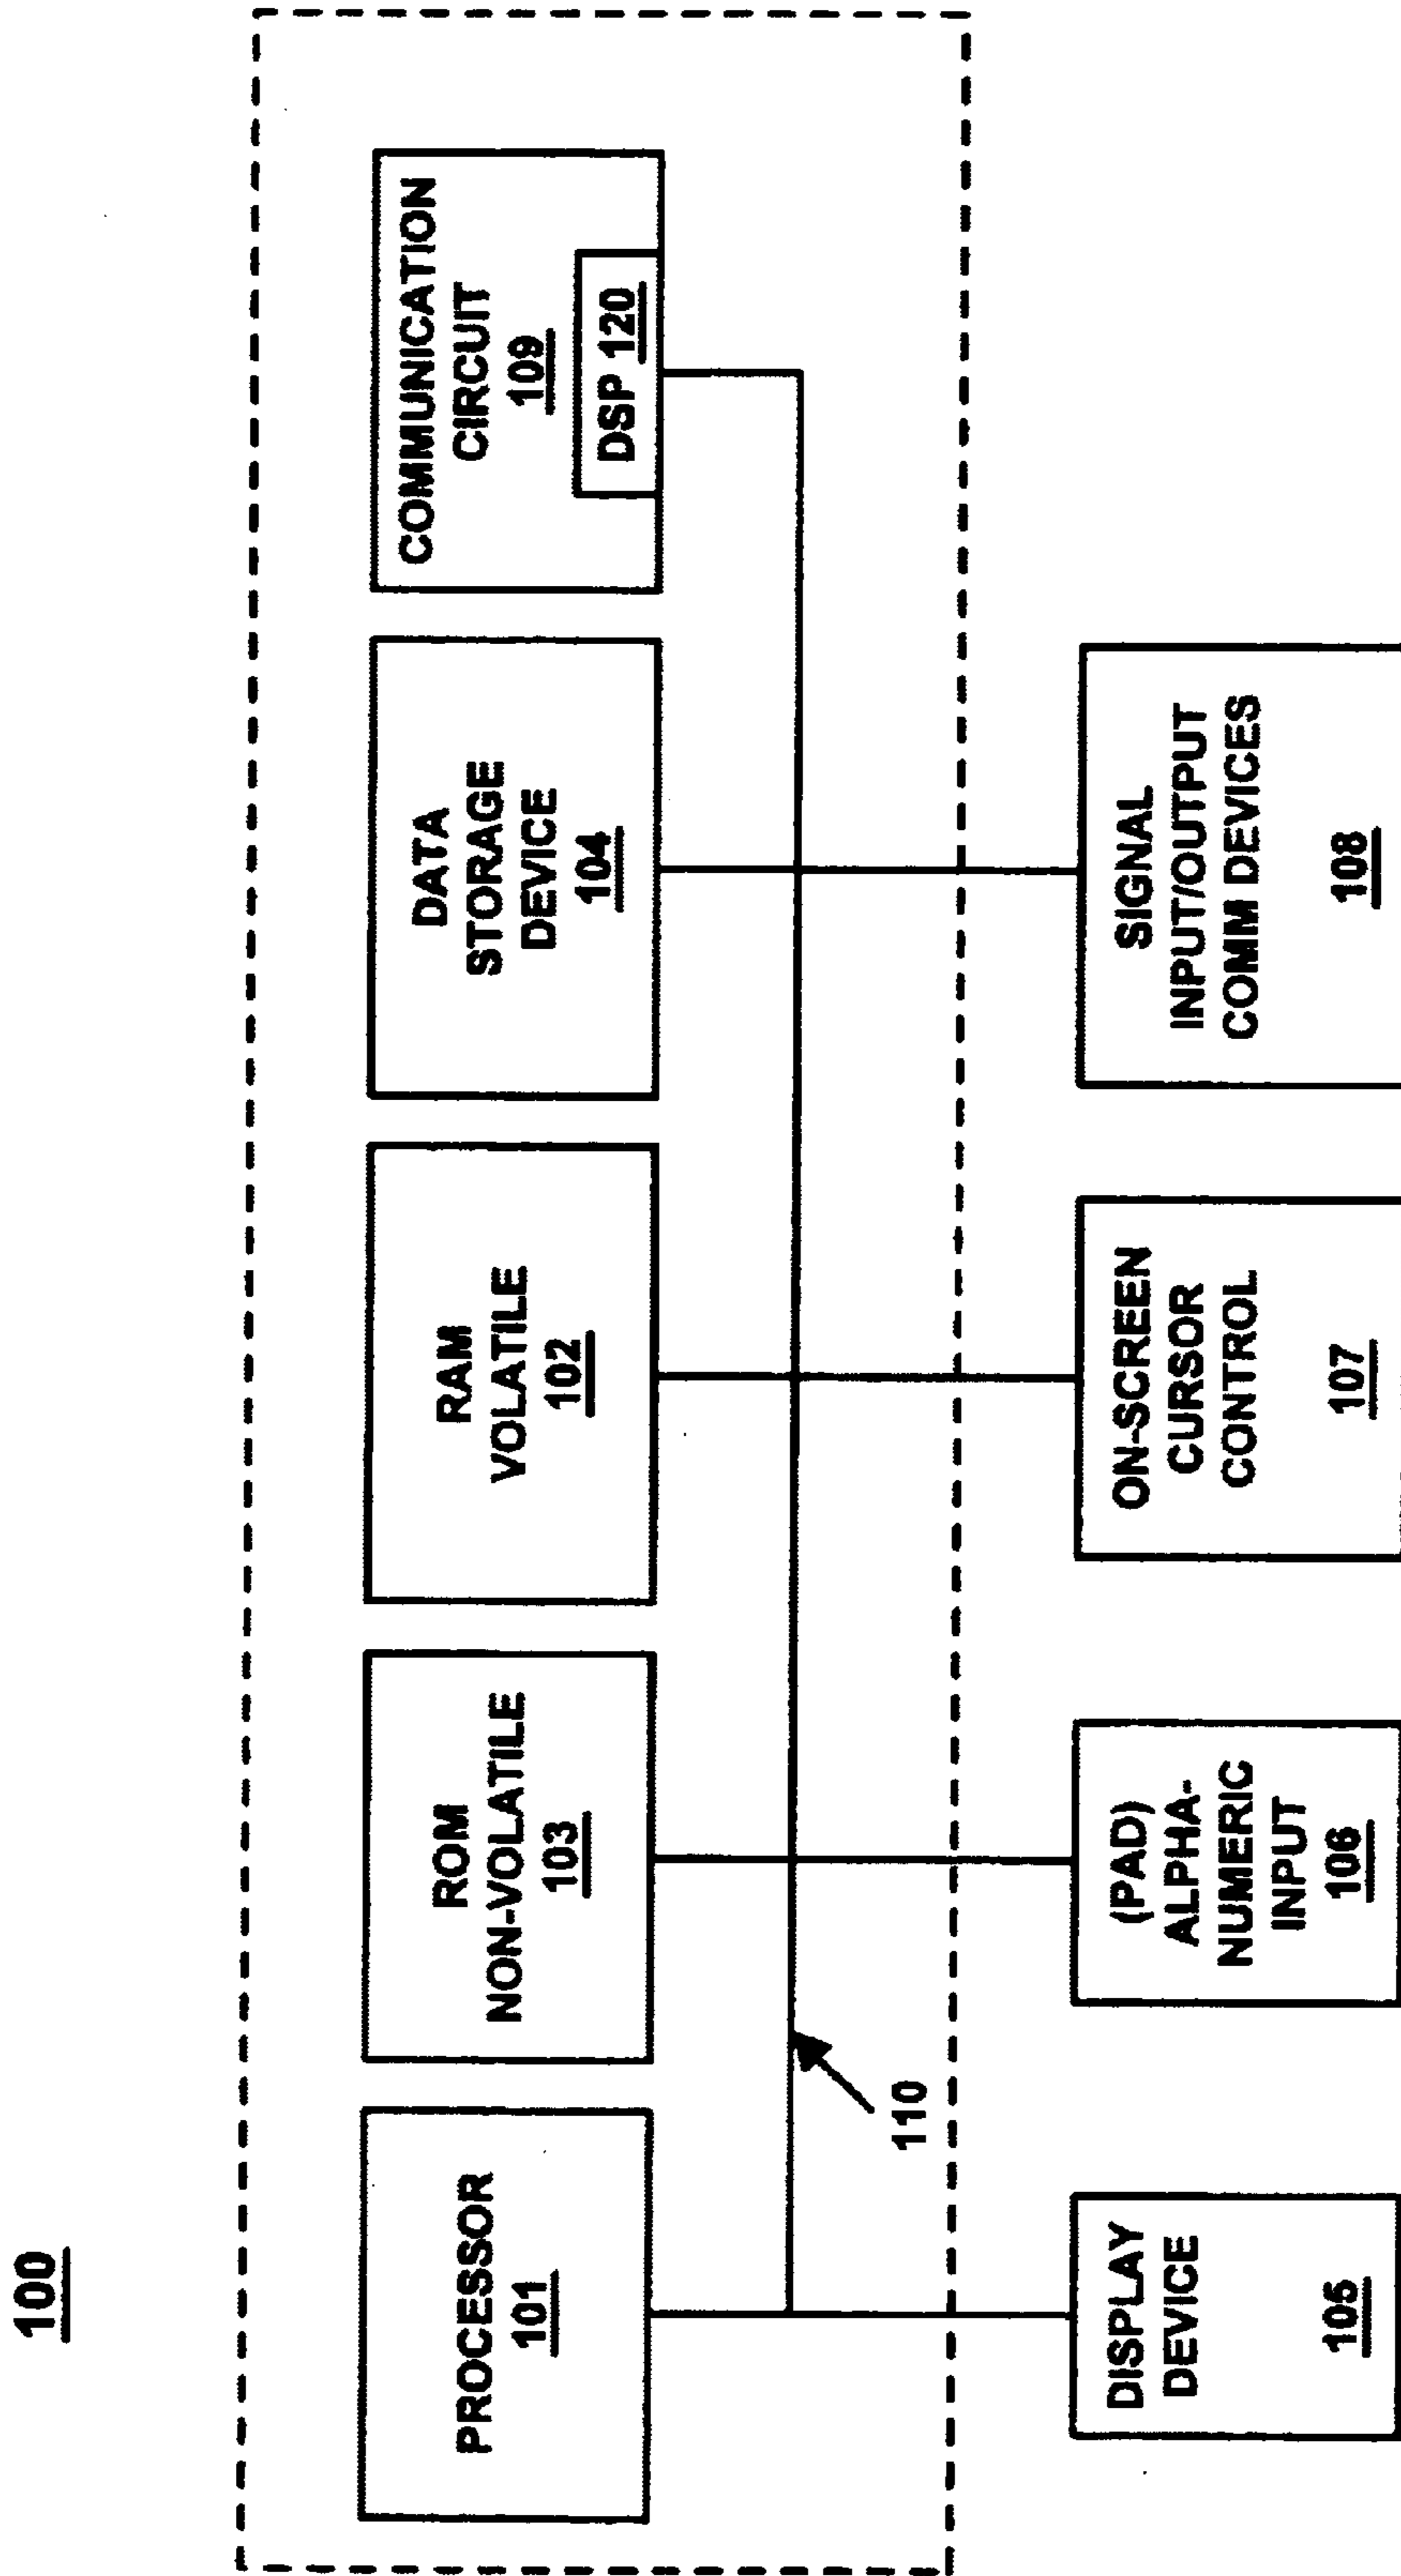 100
PROCESSOR
101
ROM
NON-VOLATILE
103
RAM
VOLATILE
102
DATA
STORAGE
DEVICE
104
COMMUNICATION
CIRCUIT
109
DSP 120
110
DISPLAY
DEVICE
105
(PAD)
ALPHA-
NUMERIC
INPUT
106
ON-SCREEN
CURSOR
CONTROL
107
SIGNAL
INPUT/OUTPUT
COMM DEVICES
108